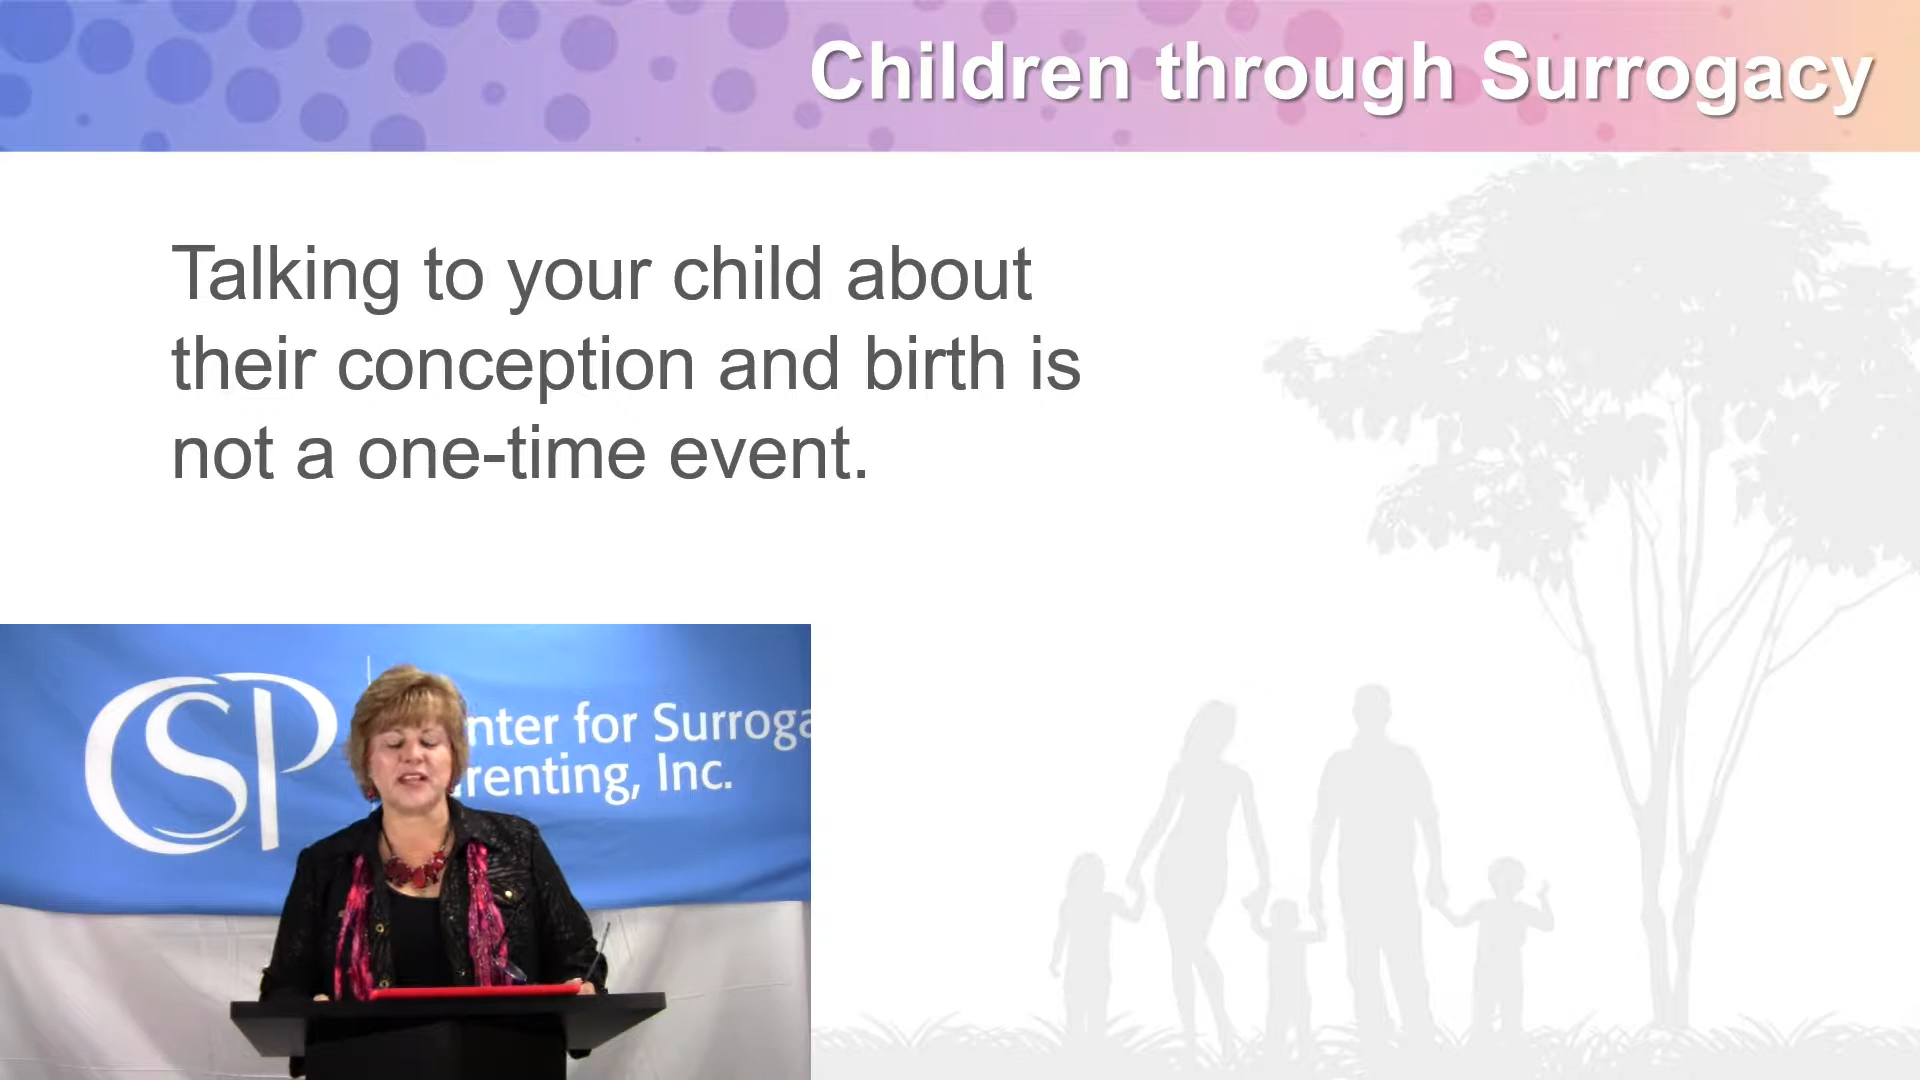 Children through Surrogacy
Talking to your child about
their conception and birth is
not a one-time event.
CSP
nter for Surroga
renting, Inc.